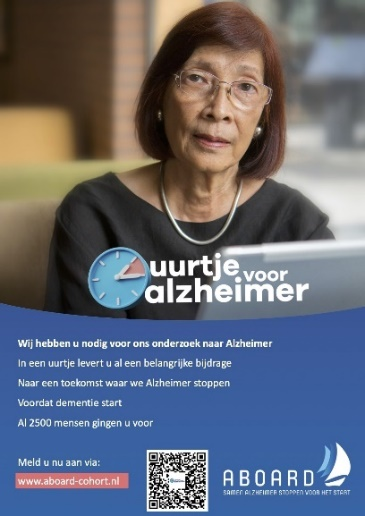 uurtje voor
alzheimer
Wij hebben u nodig voor ons onderzoek naar Alzheimer
In een uurtje levert u al een belangrijke bijdrage
Naar een toekomst waar we Alzheimer stoppen
Voordat dementie start
Al 2500 mensen gingen u voor
Meld u nu aan via:
www.aboard-cohort.nl
ABOARD
SAMEN ALZHEIMER STOPPEN VOOR HET START